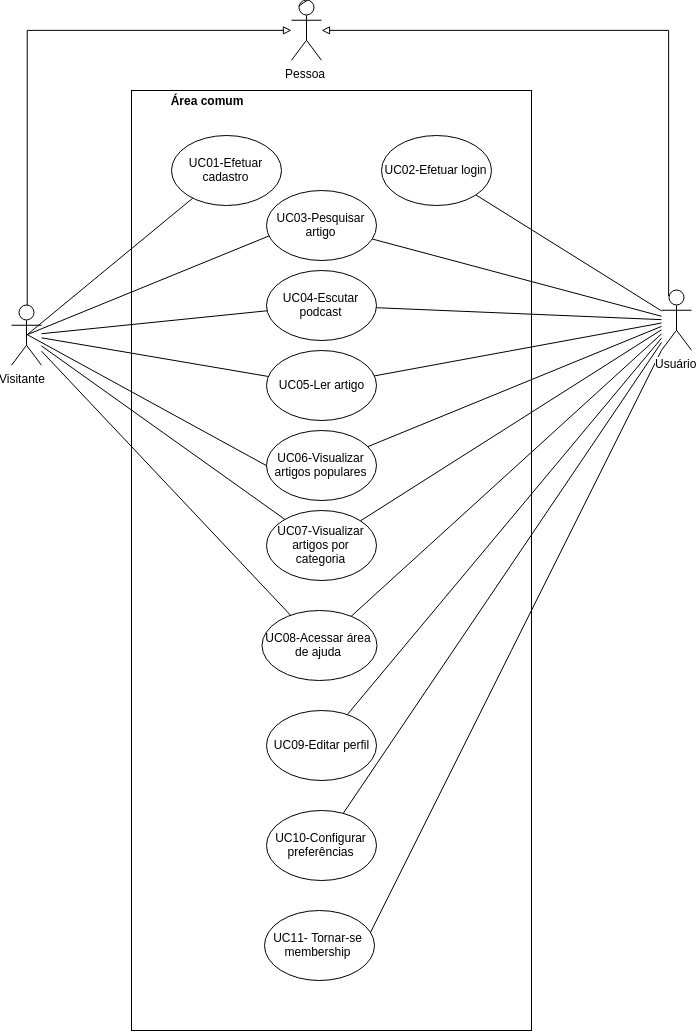 Pessoa
Área comum
UC01-Efetuar
cadastro
UC02-Efetuar login
UC03-Pesquisar
artigo
UC04-Escutar
podcast
Visitante
Usuário
UC05-Ler artigo
UC06-Visualizar
artigos populares
UC07-Visualizar
artigos por
categoria
UC08-Acessar área
de ajuda
UC09-Editar perfil
UC10-Configurar
preferências
UC11- Tornar-se
membership